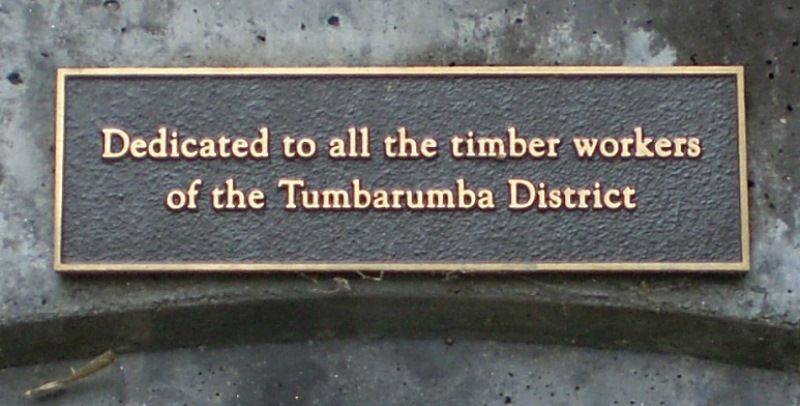 Dedicated to all the timber workers
of the Tumbarumba District